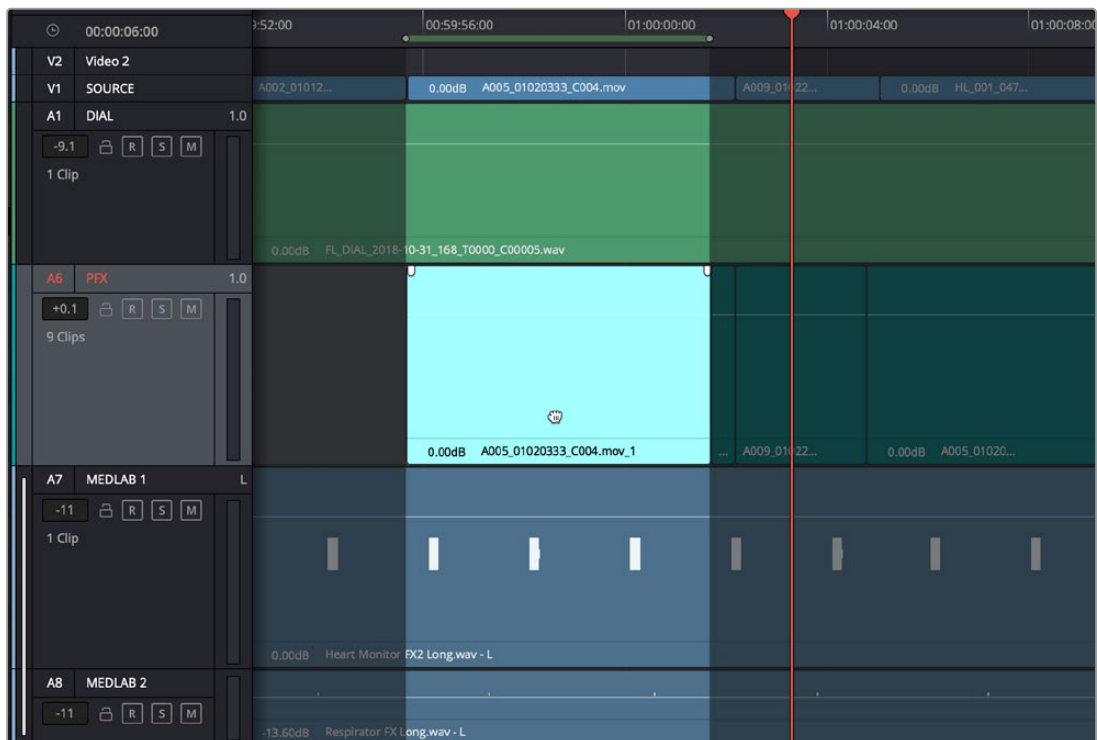 00:00:06:00
9:52:00 00:59:56:00 01:00:00:00 01:00:04:00 01:00:08:00
V2 Video 2
V1 SOURCE
A002_01012... 0.00dB A005_01020333_C004.mov A009_01022... 0.00dB HL_001_047...
A1 DIAL 1.0
-9.1 R S M
1 Clip
0.00dB FL_DIAL_2018-10-31_168_T0000_C00005.wav
A6 PFX 1.0
+0.1 R S M
9 Clips
0.00dB A005_01020333_C004.mov_1 ... A009_01022... 0.00dB A005_01020...
A7 MEDLAB 1 L
-11 R S M
1 Clip
0.00dB Heart Monitor FX2 Long.wav - L
A8 MEDLAB 2
-11 R S M
-13.60dB Respirator FX Long.wav - L